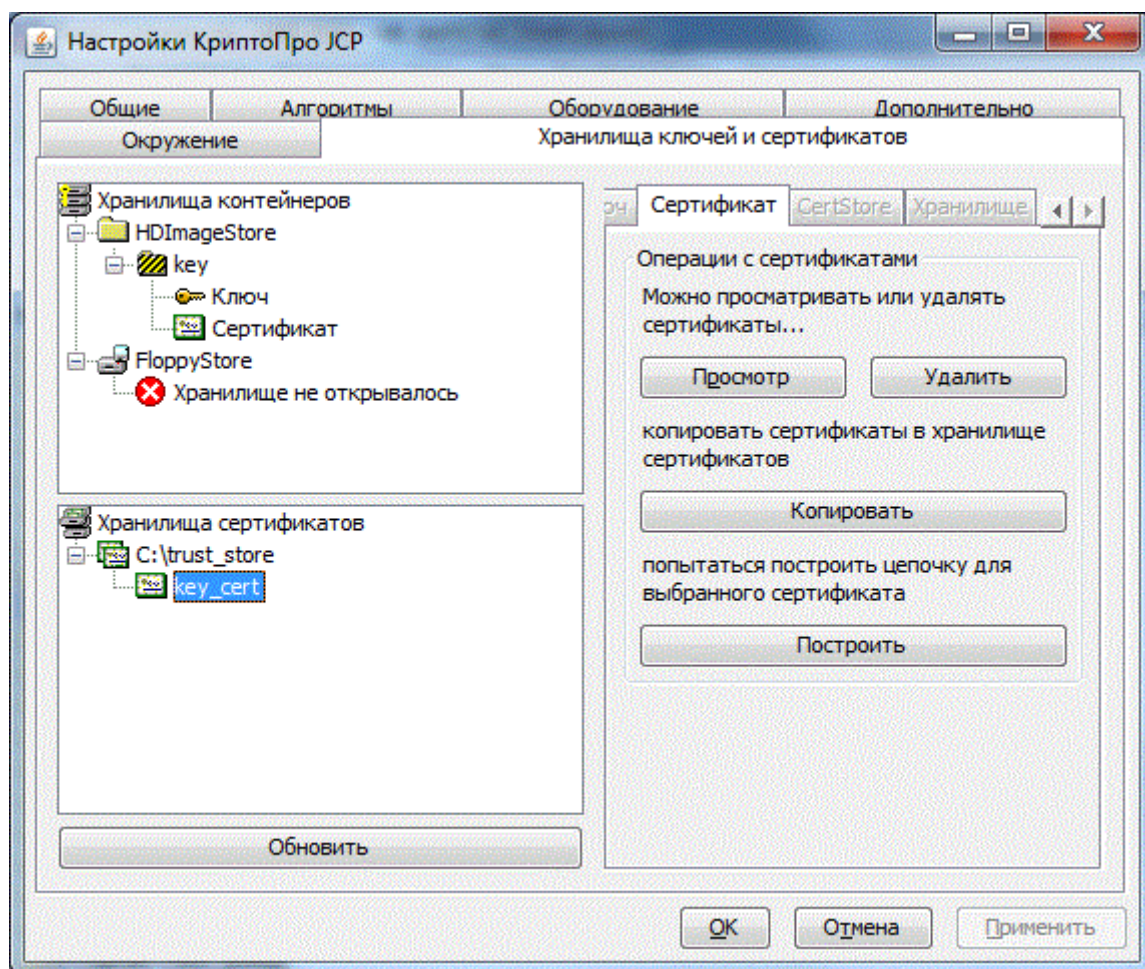 Настройки КриптоПро JCP
Общие
Алгоритмы
Оборудование
Дополнительно
Окружение
Хранилища ключей и сертификатов
Хранилища контейнеров
HDImageStore
key
Ключ
Сертификат
FloppyStore
Хранилище не открывалось
Хранилища сертификатов
C:\trust_store
key_cert
Обновить
Сертификат
CertStore
Хранилище
Операции с сертификатами
Можно просматривать или удалять
сертификаты...
Просмотр
Удалить
копировать сертификаты в хранилище
сертификатов
Копировать
попытаться построить цепочку для
выбранного сертификата
Построить
OK
Отмена
Применить